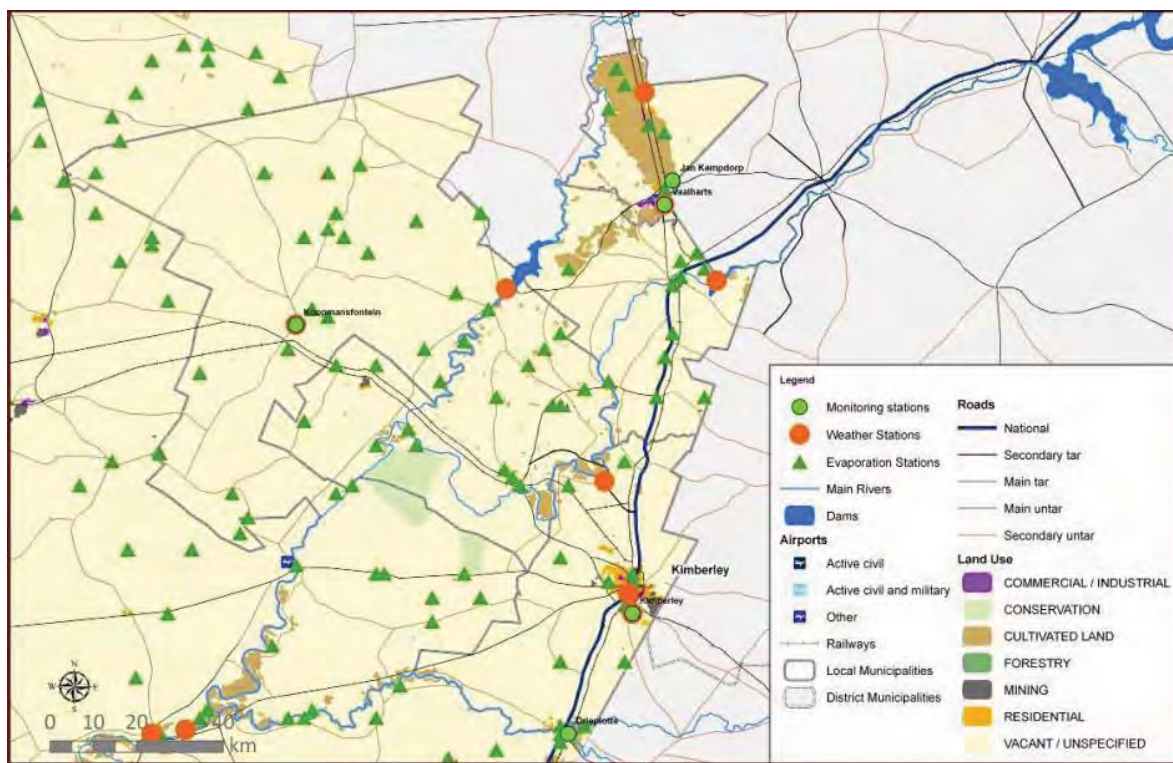 Jan Kempdorp
Vaalharts
Koopmansfontein
Kimberley
Kimberley
Drieplotte
N
W E
S
0 10 20 40
km
Legend
Monitoring stations
Weather Stations
Evaporation Stations
Main Rivers
Dams
Airports
Active civil
Active civil and military
Other
Railways
Local Municipalities
District Municipalities
Roads
National
Secondary tar
Main tar
Main untar
Secondary untar
Land Use
COMMERCIAL / INDUSTRIAL
CONSERVATION
CULTIVATED LAND
FORESTRY
MINING
RESIDENTIAL
VACANT / UNSPECIFIED